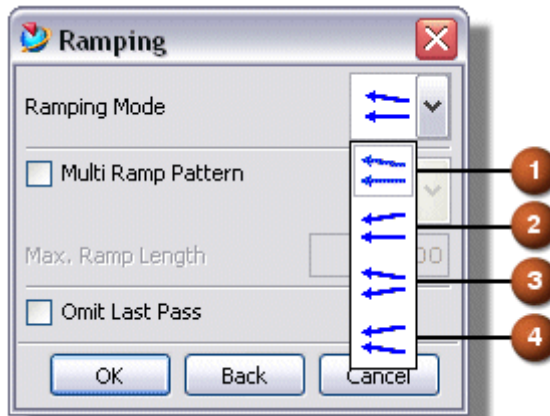 Ramping
Ramping Mode
1
Multi Ramp Pattern
2
Max. Ramp Length
00
3
Omit Last Pass
4
OK
Back
Cancel